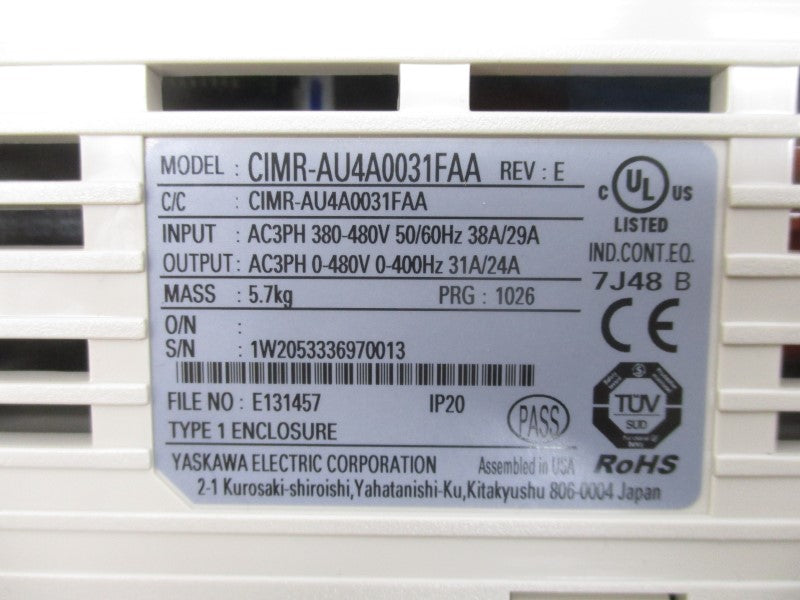 MODEL : CIMR-AU4A0031FAA REV : E
C/C : CIMR-AU4A0031FAA
INPUT : AC3PH 380-480V 50/60Hz 38A/29A
OUTPUT : AC3PH 0-480V 0-400Hz 31A/24A
MASS : 5.7kg PRG : 1026
O/N :
S/N : 1W2053336970013
FILE NO : E131457 IP20
TYPE 1 ENCLOSURE
PASS
YASKAWA ELECTRIC CORPORATION Assembled in USA
2-1 Kurosaki-shiroishi,Yahatanishi-Ku,Kitakyushu 806-0004 Japan
C UL US
LISTED
IND.CONT.EQ.
7J48 B
CE
TÜV
SÜD
RoHS